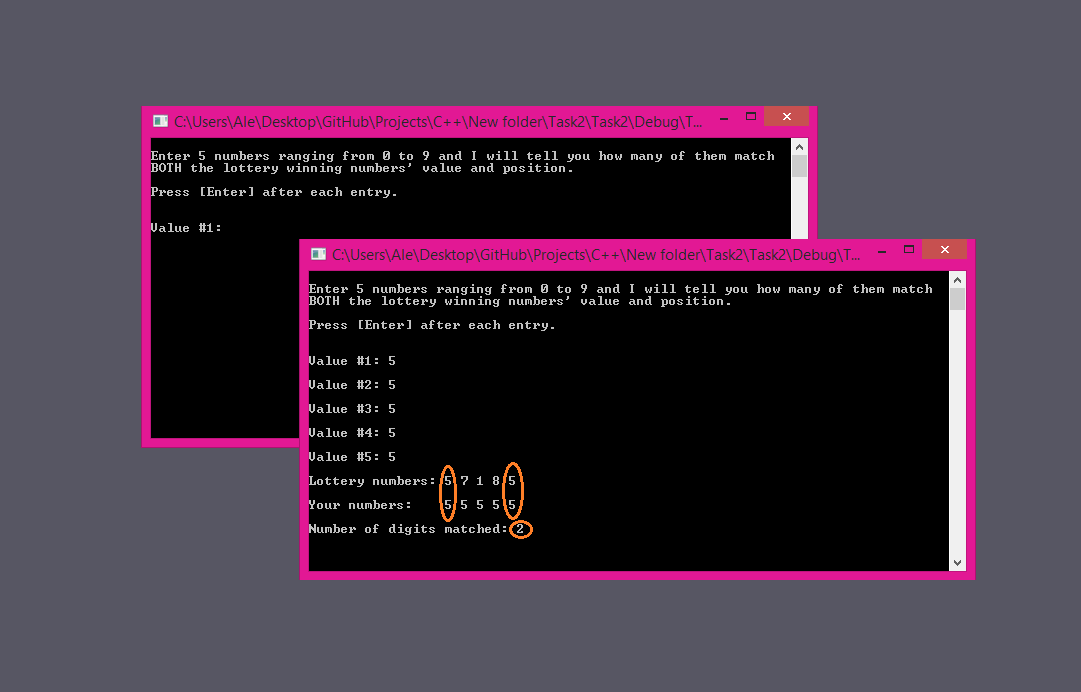 C:\Users\Ale\Desktop\GitHub\Projects\C++\New folder\Task2\Task2\Debug\T...
Enter 5 numbers ranging from 0 to 9 and I will tell you how many of them match
BOTH the lottery winning numbers' value and position.
Press [Enter] after each entry.
Value #1:
C:\Users\Ale\Desktop\GitHub\Projects\C++\New folder\Task2\Task2\Debug\T...
Enter 5 numbers ranging from 0 to 9 and I will tell you how many of them match
BOTH the lottery winning numbers' value and position.
Press [Enter] after each entry.
Value #1: 5
Value #2: 5
Value #3: 5
Value #4: 5
Value #5: 5
Lottery numbers: 5 7 1 8 5
Your numbers: 5 5 5 5 5
Number of digits matched: 2